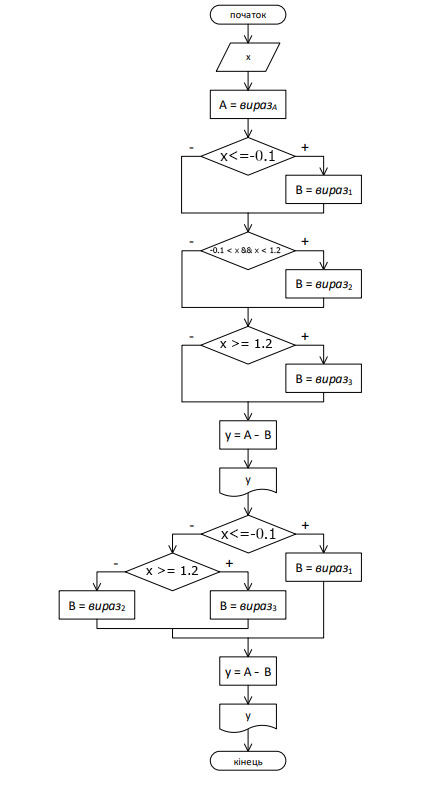 початок
x
A = виразA
- x<=-0.1 +
B = вираз1
- -0.1 < x && x < 1.2 +
B = вираз2
- x >= 1.2 +
B = вираз3
y = A - B
y
- x<=-0.1 +
- x >= 1.2 +
B = вираз1
B = вираз2
B = вираз3
y = A - B
y
кінець